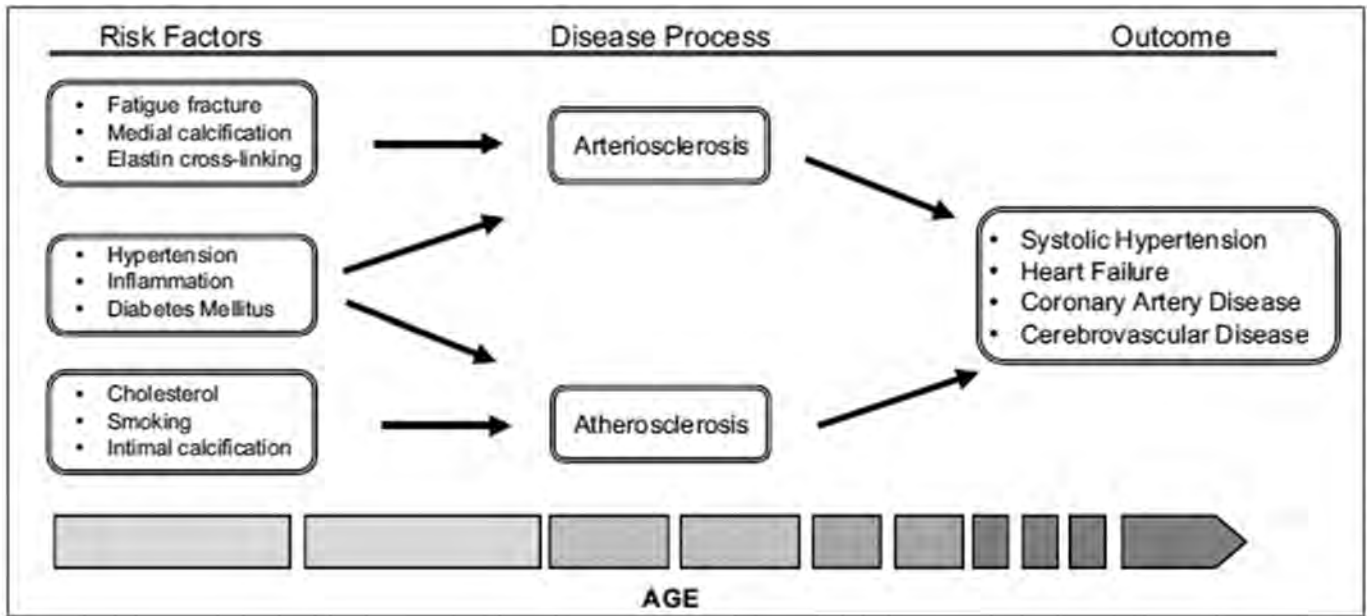 Risk Factors
Disease Process
Outcome
• Fatigue fracture
• Medial calcification
• Elastin cross-linking
Arteriosclerosis
• Hypertension
• Inflammation
• Diabetes Mellitus
• Systolic Hypertension
• Heart Failure
• Coronary Artery Disease
• Cerebrovascular Disease
• Cholesterol
• Smoking
• Intimal calcification
Atherosclerosis
AGE